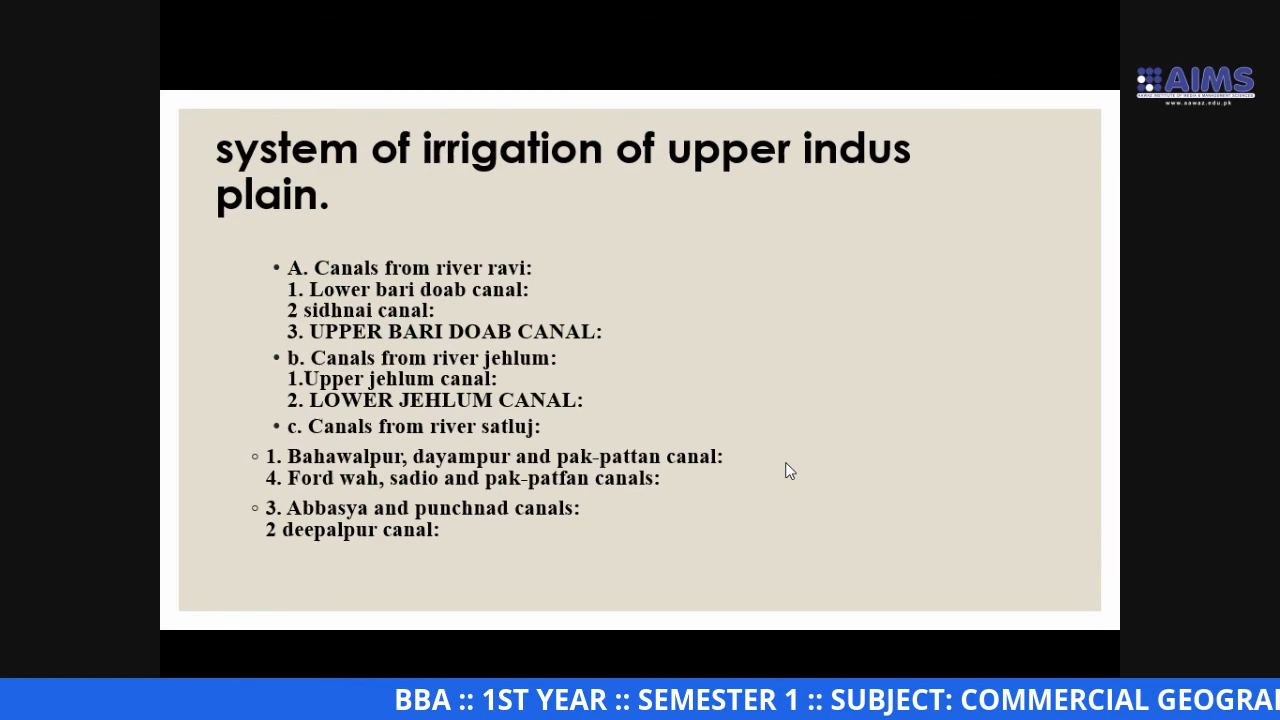 AIMS
www.aawaz.edu.pk
system of irrigation of upper indus
plain.
• A. Canals from river ravi:
1. Lower bari doab canal:
2 sidhnai canal:
3. UPPER BARI DOAB CANAL:
• b. Canals from river jehlum:
1.Upper jehlum canal:
2. LOWER JEHLUM CANAL:
• c. Canals from river satluj:
◦ 1. Bahawalpur, dayampur and pak-pattan canal:
4. Ford wah, sadio and pak-patfan canals:
◦ 3. Abbasya and punchnad canals:
2 deepalpur canal:
BBA :: 1ST YEAR :: SEMESTER 1 :: SUBJECT: COMMERCIAL GEOGRA